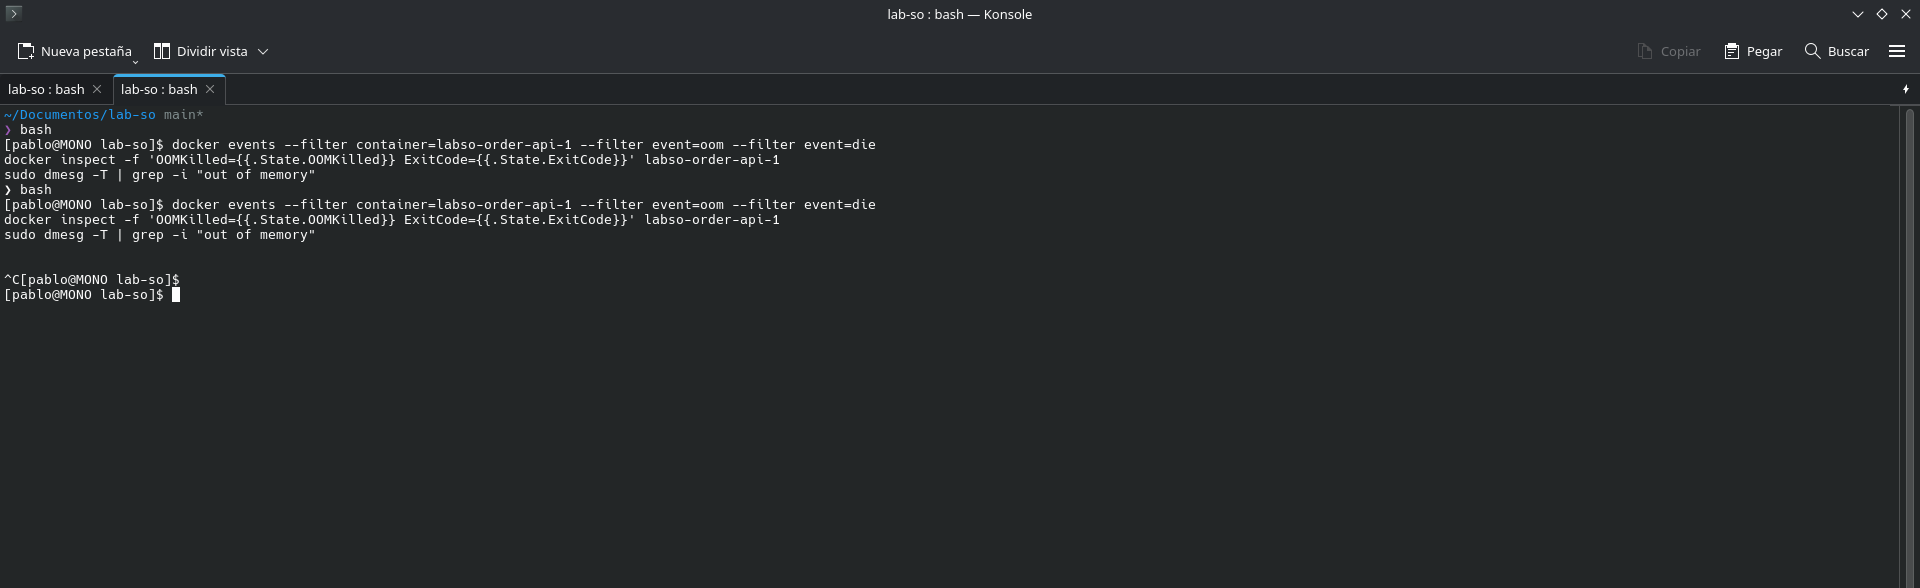 lab-so : bash — Konsole
Nueva pestaña
Dividir vista
Copiar
Pegar
Buscar
lab-so : bash
lab-so : bash
~/Documentos/lab-so main*
❯ bash
[pablo@MONO lab-so]$ docker events --filter container=labso-order-api-1 --filter event=oom --filter event=die
docker inspect -f 'OOMKilled={{.State.OOMKilled}} ExitCode={{.State.ExitCode}}' labso-order-api-1
sudo dmesg -T | grep -i "out of memory"
❯ bash
[pablo@MONO lab-so]$ docker events --filter container=labso-order-api-1 --filter event=oom --filter event=die
docker inspect -f 'OOMKilled={{.State.OOMKilled}} ExitCode={{.State.ExitCode}}' labso-order-api-1
sudo dmesg -T | grep -i "out of memory"
^C[pablo@MONO lab-so]$
[pablo@MONO lab-so]$